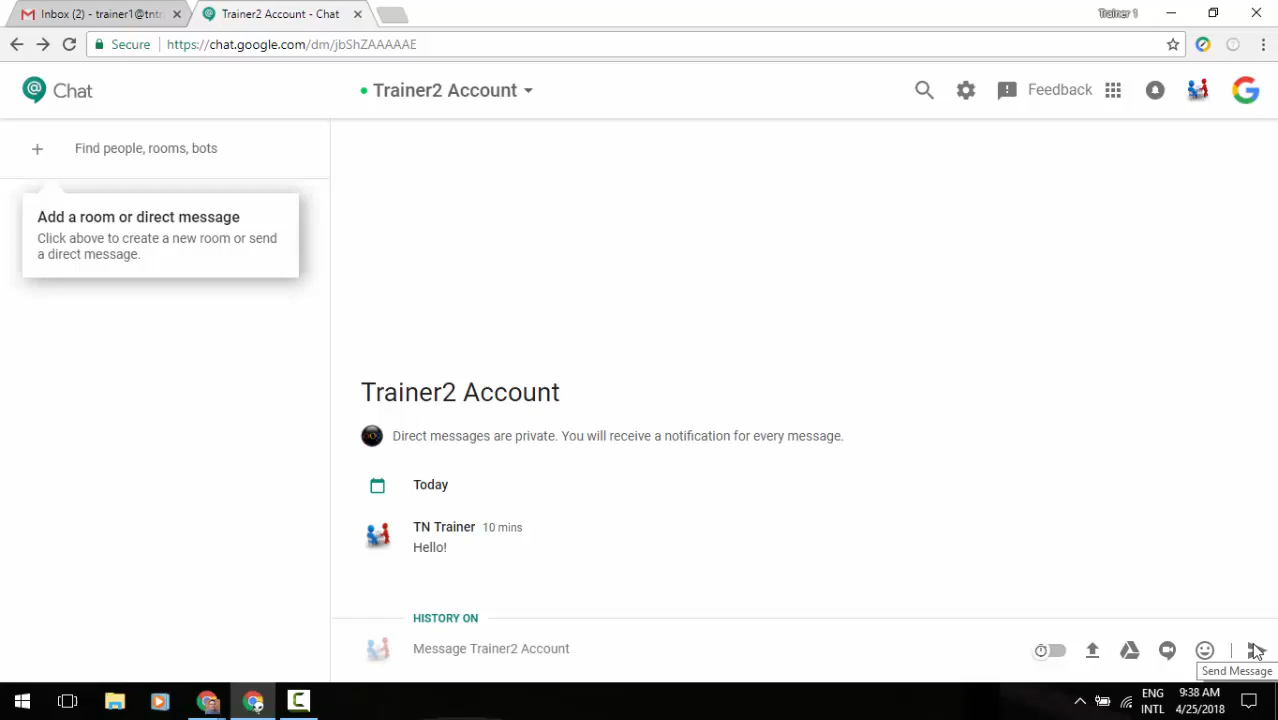 Inbox (2) - trainer1@tntr
Trainer2 Account - Chat
Trainer 1
Secure
https://chat.google.com/dm/jbShZAAAAAE
Chat
Trainer2 Account
Feedback
Find people, rooms, bots
Add a room or direct message
Click above to create a new room or send
a direct message.
Trainer2 Account
Direct messages are private. You will receive a notification for every message.
Today
TN Trainer 10 mins
Hello!
HISTORY ON
Message Trainer2 Account
Send Message
ENG
INTL
9:38 AM
4/25/2018